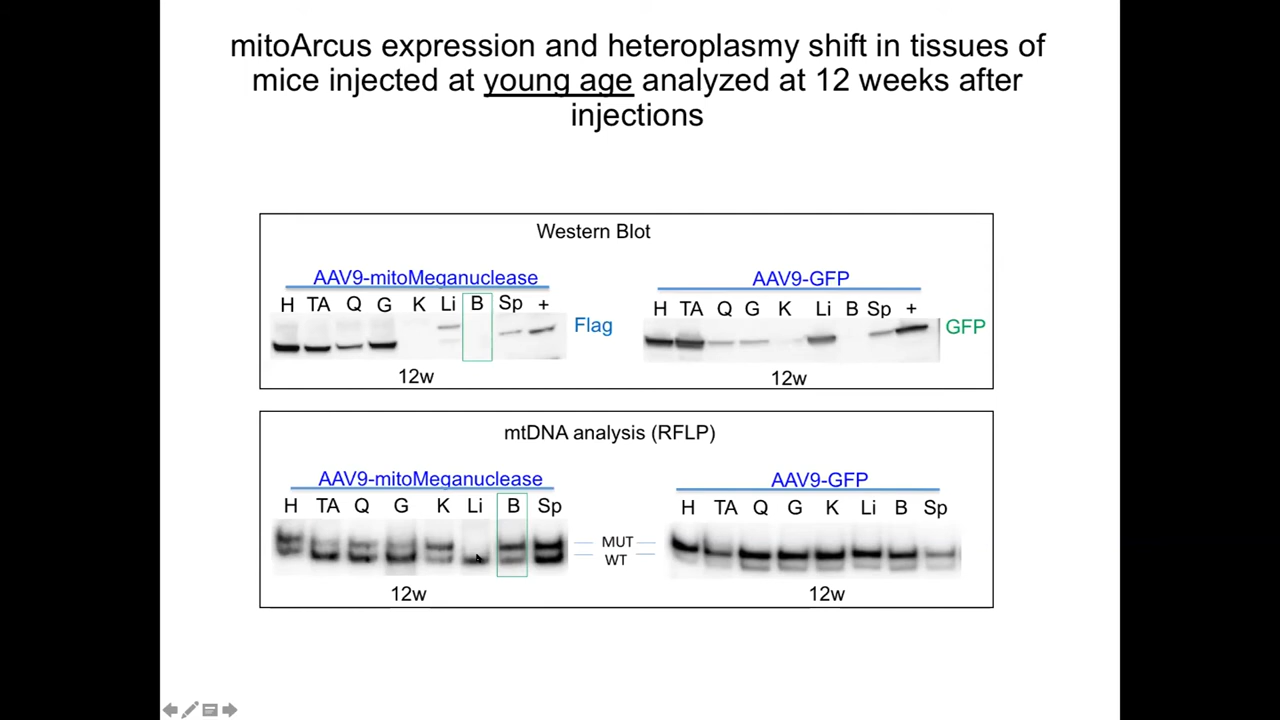 mitoArcus expression and heteroplasmy shift in tissues of
mice injected at young age analyzed at 12 weeks after
injections
Western Blot
AAV9-mitoMeganuclease
H TA Q G K Li B Sp +
Flag
12w
AAV9-GFP
H TA Q G K Li B Sp +
GFP
12w
mtDNA analysis (RFLP)
AAV9-mitoMeganuclease
H TA Q G K Li B Sp
12w
MUT
WT
AAV9-GFP
H TA Q G K Li B Sp
12w